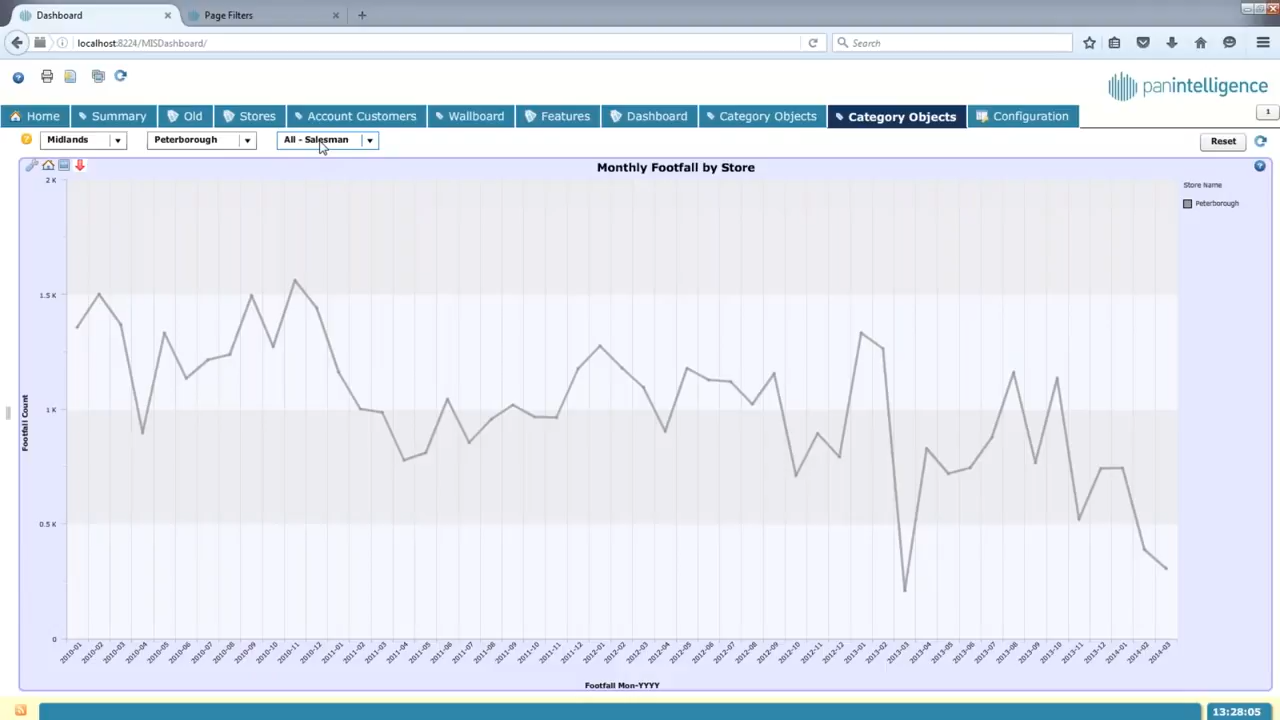 Dashboard
Page Filters
localhost:8224/MISDashboard/
Search
panintelligence
Home
Summary
Old
Stores
Account Customers
Wallboard
Features
Dashboard
Category Objects
Category Objects
Configuration
1
Midlands
Peterborough
All - Salesman
Reset
Monthly Footfall by Store
Store Name
Peterborough
2 K
1.5 K
1 K
0.5 K
0
Footfall Count
2010-01
2010-02
2010-03
2010-04
2010-05
2010-06
2010-07
2010-08
2010-09
2010-10
2010-11
2010-12
2011-01
2011-02
2011-03
2011-04
2011-05
2011-06
2011-07
2011-08
2011-09
2011-10
2011-11
2011-12
2012-01
2012-02
2012-03
2012-04
2012-05
2012-06
2012-07
2012-08
2012-09
2012-10
2012-11
2012-12
2013-01
2013-02
2013-03
2013-04
2013-05
2013-06
2013-07
2013-08
2013-09
2013-10
2013-11
2013-12
2014-01
2014-02
2014-03
Footfall Mon-YYYY
13:28:05